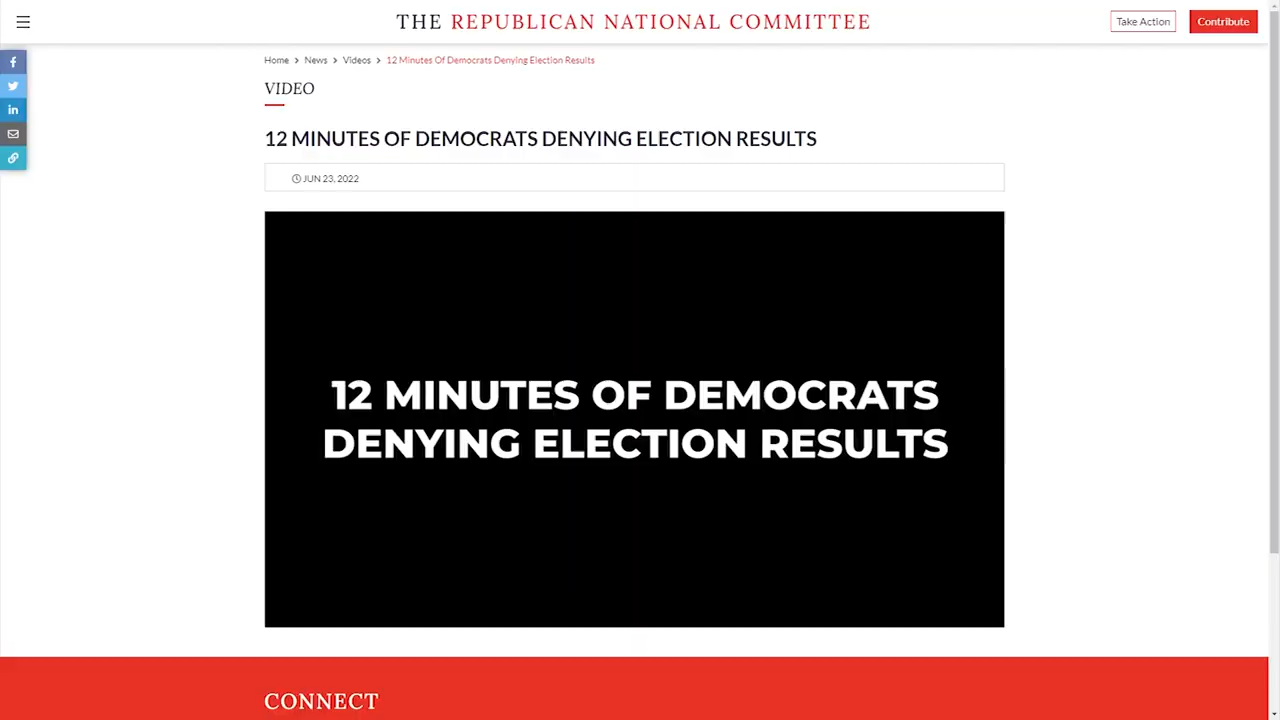 THE REPUBLICAN NATIONAL COMMITTEE
Take Action
Contribute
Home > News > Videos > 12 Minutes Of Democrats Denying Election Results
VIDEO
12 MINUTES OF DEMOCRATS DENYING ELECTION RESULTS
JUN 23, 2022
12 MINUTES OF DEMOCRATS
DENYING ELECTION RESULTS
CONNECT